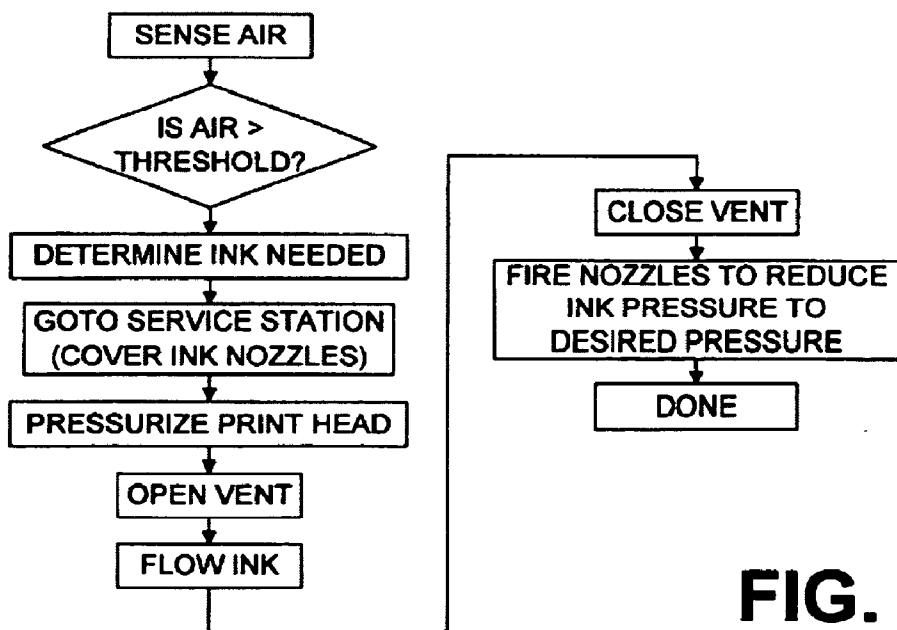 SENSE AIR
IS AIR >
THRESHOLD?
DETERMINE INK NEEDED
GOTO SERVICE STATION
(COVER INK NOZZLES)
PRESSURIZE PRINT HEAD
OPEN VENT
FLOW INK
CLOSE VENT
FIRE NOZZLES TO REDUCE
INK PRESSURE TO
DESIRED PRESSURE
DONE
FIG.